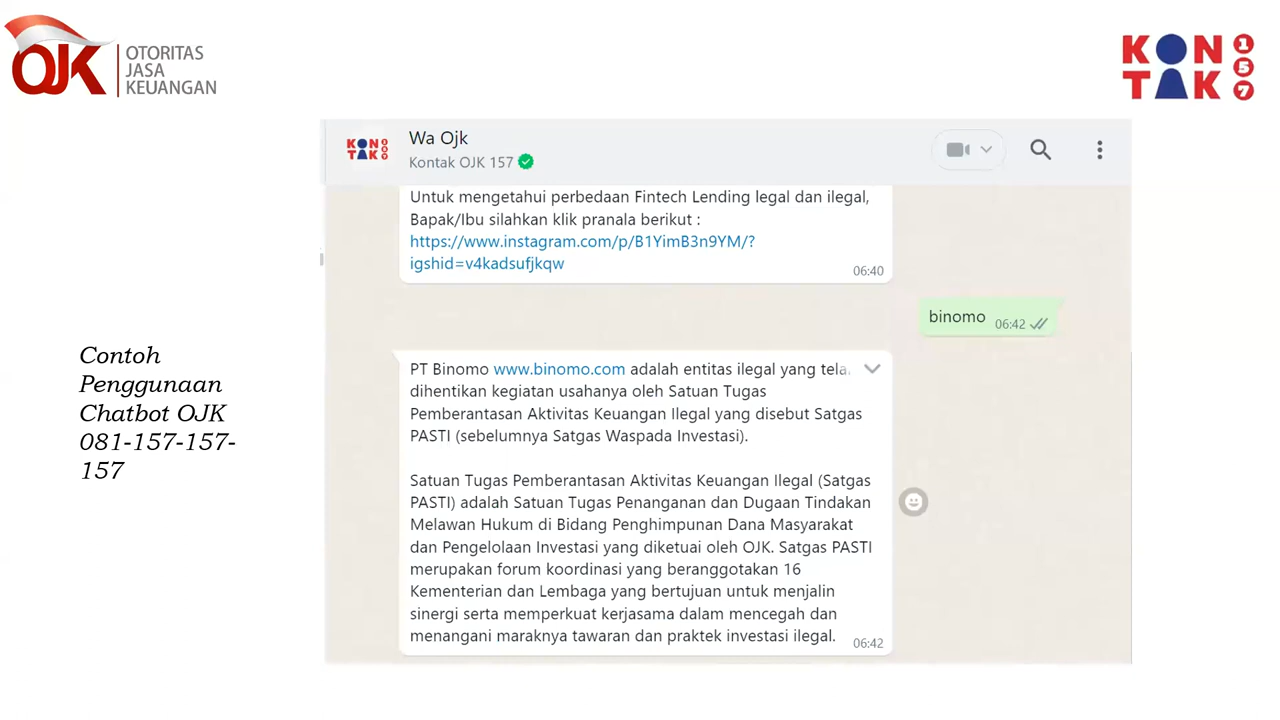 OJK
OTORITAS
JASA
KEUANGAN
KON 1
TAK 5
7
KON
TAK
Wa Ojk
Kontak OJK 157
Untuk mengetahui perbedaan Fintech Lending legal dan ilegal,
Bapak/Ibu silahkan klik pranala berikut :
https://www.instagram.com/p/B1YimB3n9YM/?
igshid=v4kadsufjkqw
06:40
binomo 06:42
Contoh
Penggunaan
Chatbot OJK
081-157-157-
157
PT Binomo www.binomo.com adalah entitas ilegal yang tela
dihentikan kegiatan usahanya oleh Satuan Tugas
Pemberantasan Aktivitas Keuangan Ilegal yang disebut Satgas
PASTI (sebelumnya Satgas Waspada Investasi).
Satuan Tugas Pemberantasan Aktivitas Keuangan Ilegal (Satgas
PASTI) adalah Satuan Tugas Penanganan dan Dugaan Tindakan
Melawan Hukum di Bidang Penghimpunan Dana Masyarakat
dan Pengelolaan Investasi yang diketuai oleh OJK. Satgas PASTI
merupakan forum koordinasi yang beranggotakan 16
Kementerian dan Lembaga yang bertujuan untuk menjalin
sinergi serta memperkuat kerjasama dalam mencegah dan
menangani maraknya tawaran dan praktek investasi ilegal.
06:42